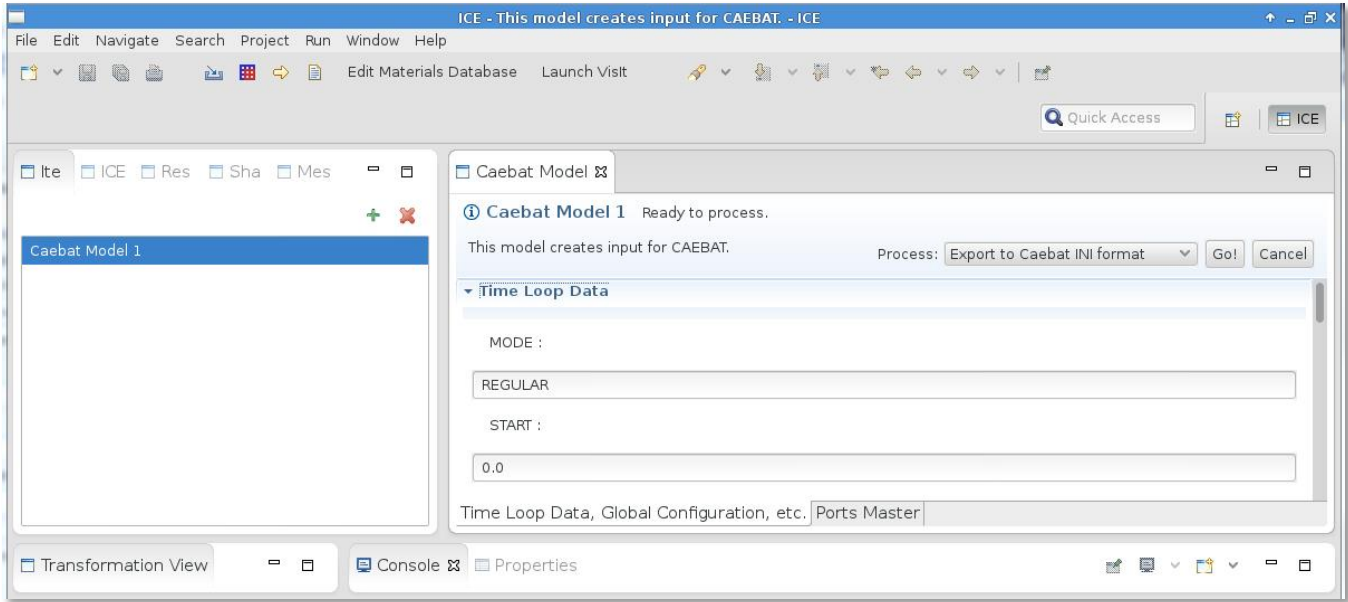 ICE - This model creates input for CAEBAT. - ICE
File Edit Navigate Search Project Run Window Help
Edit Materials Database Launch VisIt
Quick Access ICE
Ite ICE Res Sha Mes
Caebat Model 1
Caebat Model
Caebat Model 1 Ready to process.
This model creates input for CAEBAT. Process: Export to Caebat INI format Go! Cancel
Time Loop Data
MODE :
REGULAR
START :
0.0
Time Loop Data, Global Configuration, etc. Ports Master
Transformation View Console Properties